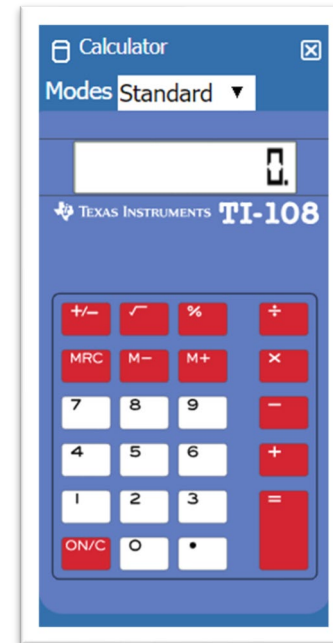 Calculator
Modes Standard ▼
0.
TEXAS INSTRUMENTS TI-108
+/− √ % ÷
MRC M− M+ ×
7 8 9 −
4 5 6 +
1 2 3 =
ON/C 0 •